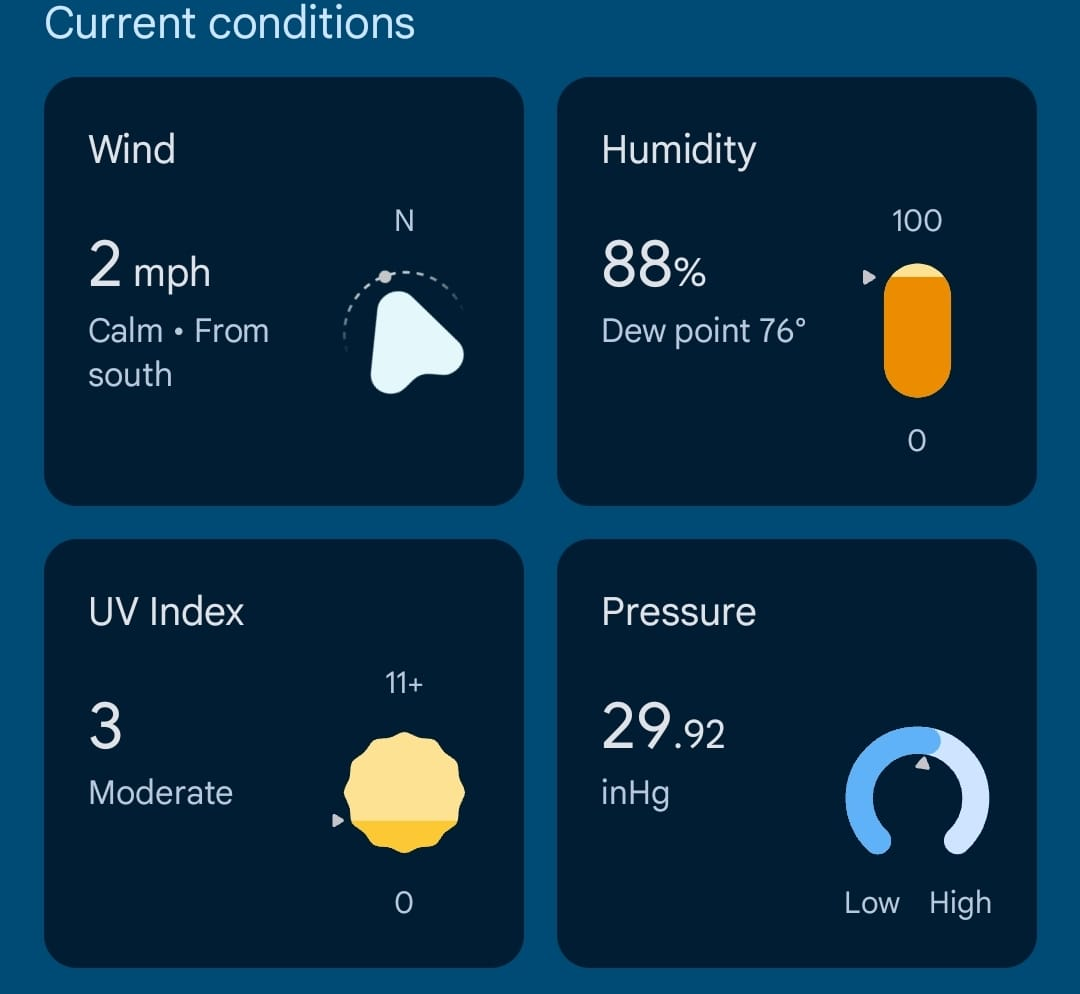 Current conditions
Wind
N
2 mph
Calm • From
south
Humidity
100
88%
Dew point 76°
0
UV Index
11+
3
Moderate
0
Pressure
29.92
inHg
Low High